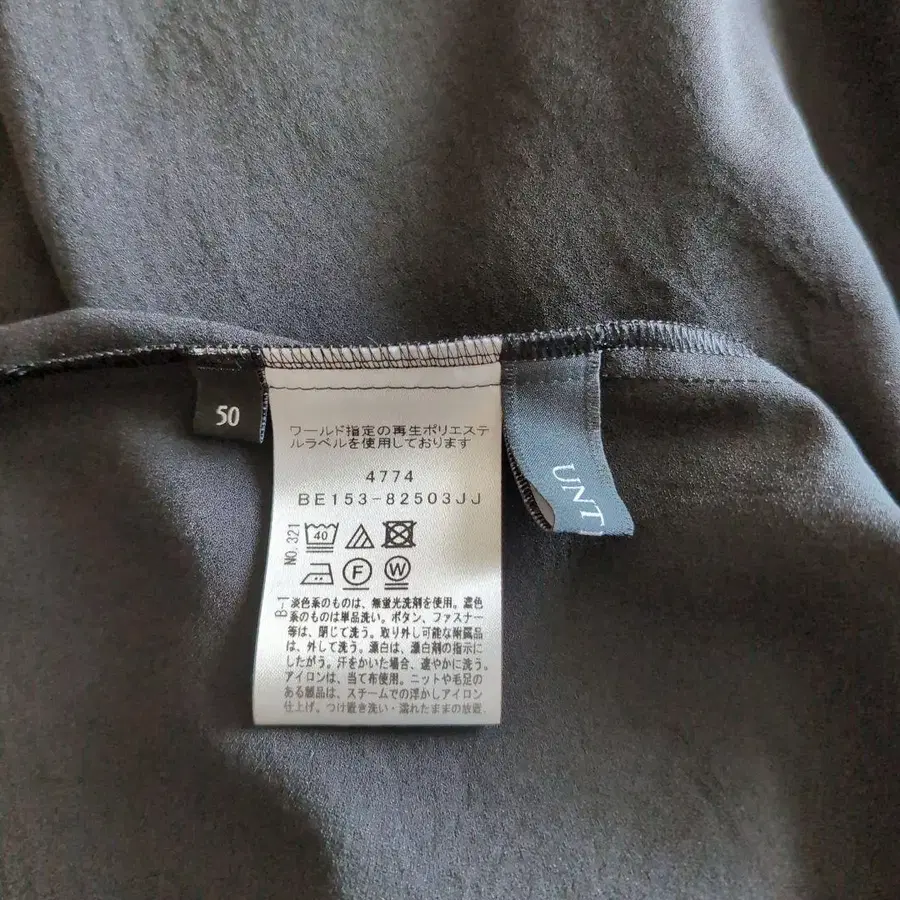 50
ワールド指定の再生ポリエステ
ルラベルを使用しております
4774
BE153-82503JJ
NO.321
40
F
W
B-1
淡色系のものは、無蛍光洗剤を使用。濃色
系のものは単品洗い。ボタン、ファスナー
等は、閉じて洗う。取り外し可能な附属品
は、外して洗う。漂白は、漂白剤の指示に
したがう。汗をかいた場合、速やかに洗う。
アイロンは、当て布使用。ニットや毛足の
ある部品は、スチームでの浮かしアイロン
仕上げ。つけ置き洗い・濡れたままの放置
UNT